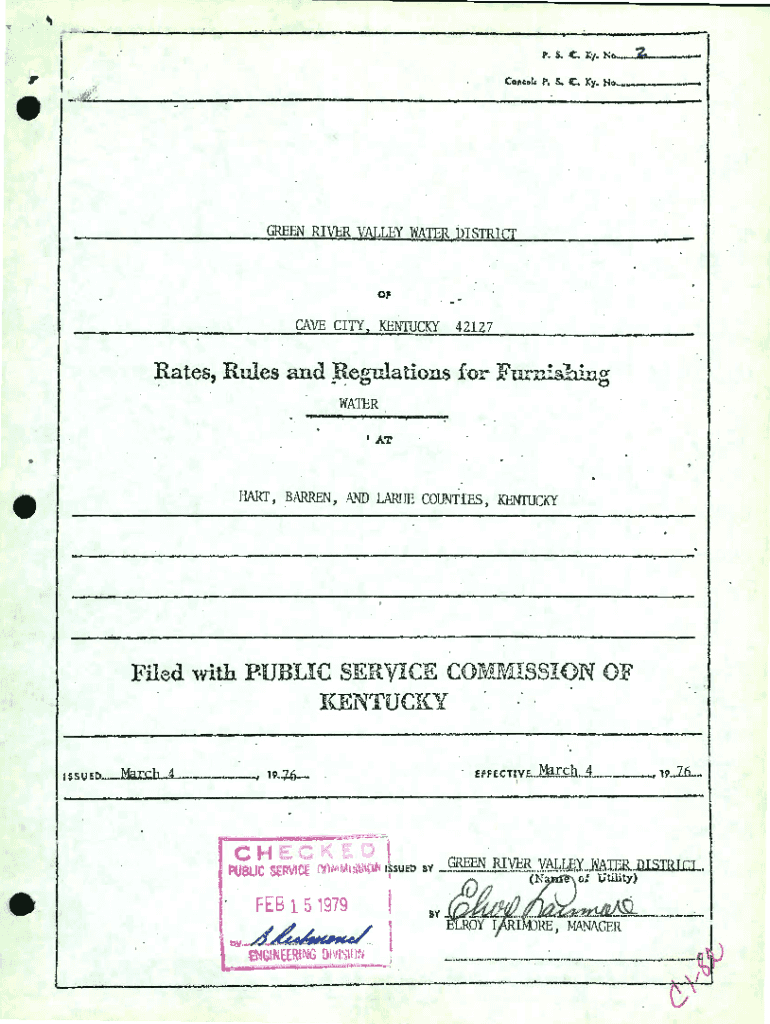 P. S. C. Ky. No. 2
Cancels P. S. C. Ky. No.
GREEN RIVER VALLEY WATER DISTRICT
OF
CAVE CITY, KENTUCKY 42127
Rates, Rules and Regulations for Furnishing
WATER
AT
HART, BARREN, AND LARUE COUNTIES, KENTUCKY
Filed with PUBLIC SERVICE COMMISSION OF
KENTUCKY
ISSUED March 4, 19 76
EFFECTIVE March 4, 19 76
CHECKED
PUBLIC SERVICE COMMISSION
FEB 15 1979
by B Redmond
ENGINEERING DIVISION
ISSUED BY GREEN RIVER VALLEY WATER DISTRICT
(Name of Utility)
BY Elroy Larimore
ELROY LARIMORE, MANAGER